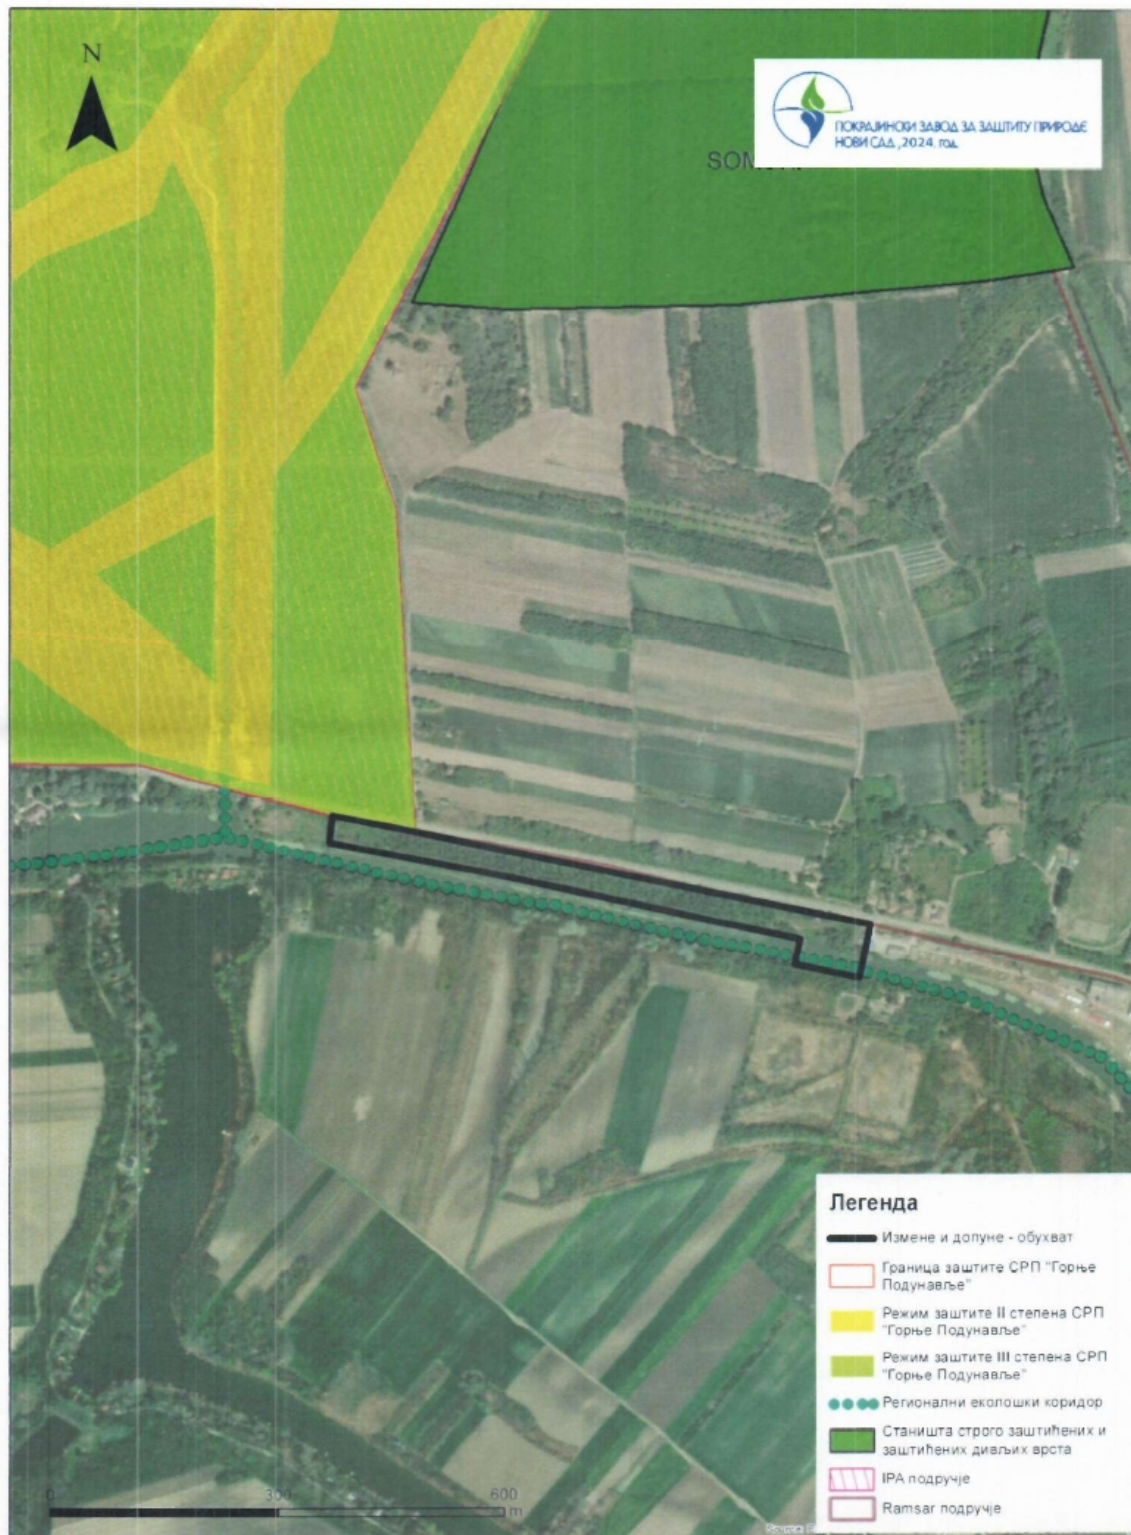 N
ПОКРАЈИНСКИ ЗАВОД ЗА ЗАШТИТУ ПРИРОДЕ
НОВИ САД, 2024. год.
0 300 600
m
Легенда
Измене и допуне - обухват
Граница заштите СРП "Горње
Подунавље"
Режим заштите II степена СРП
"Горње Подунавље"
Режим заштите III степена СРП
"Горње Подунавље"
Регионални еколошки коридор
Станишта строго заштићених и
заштићених дивљих врста
IPA подручје
Ramsar подручје